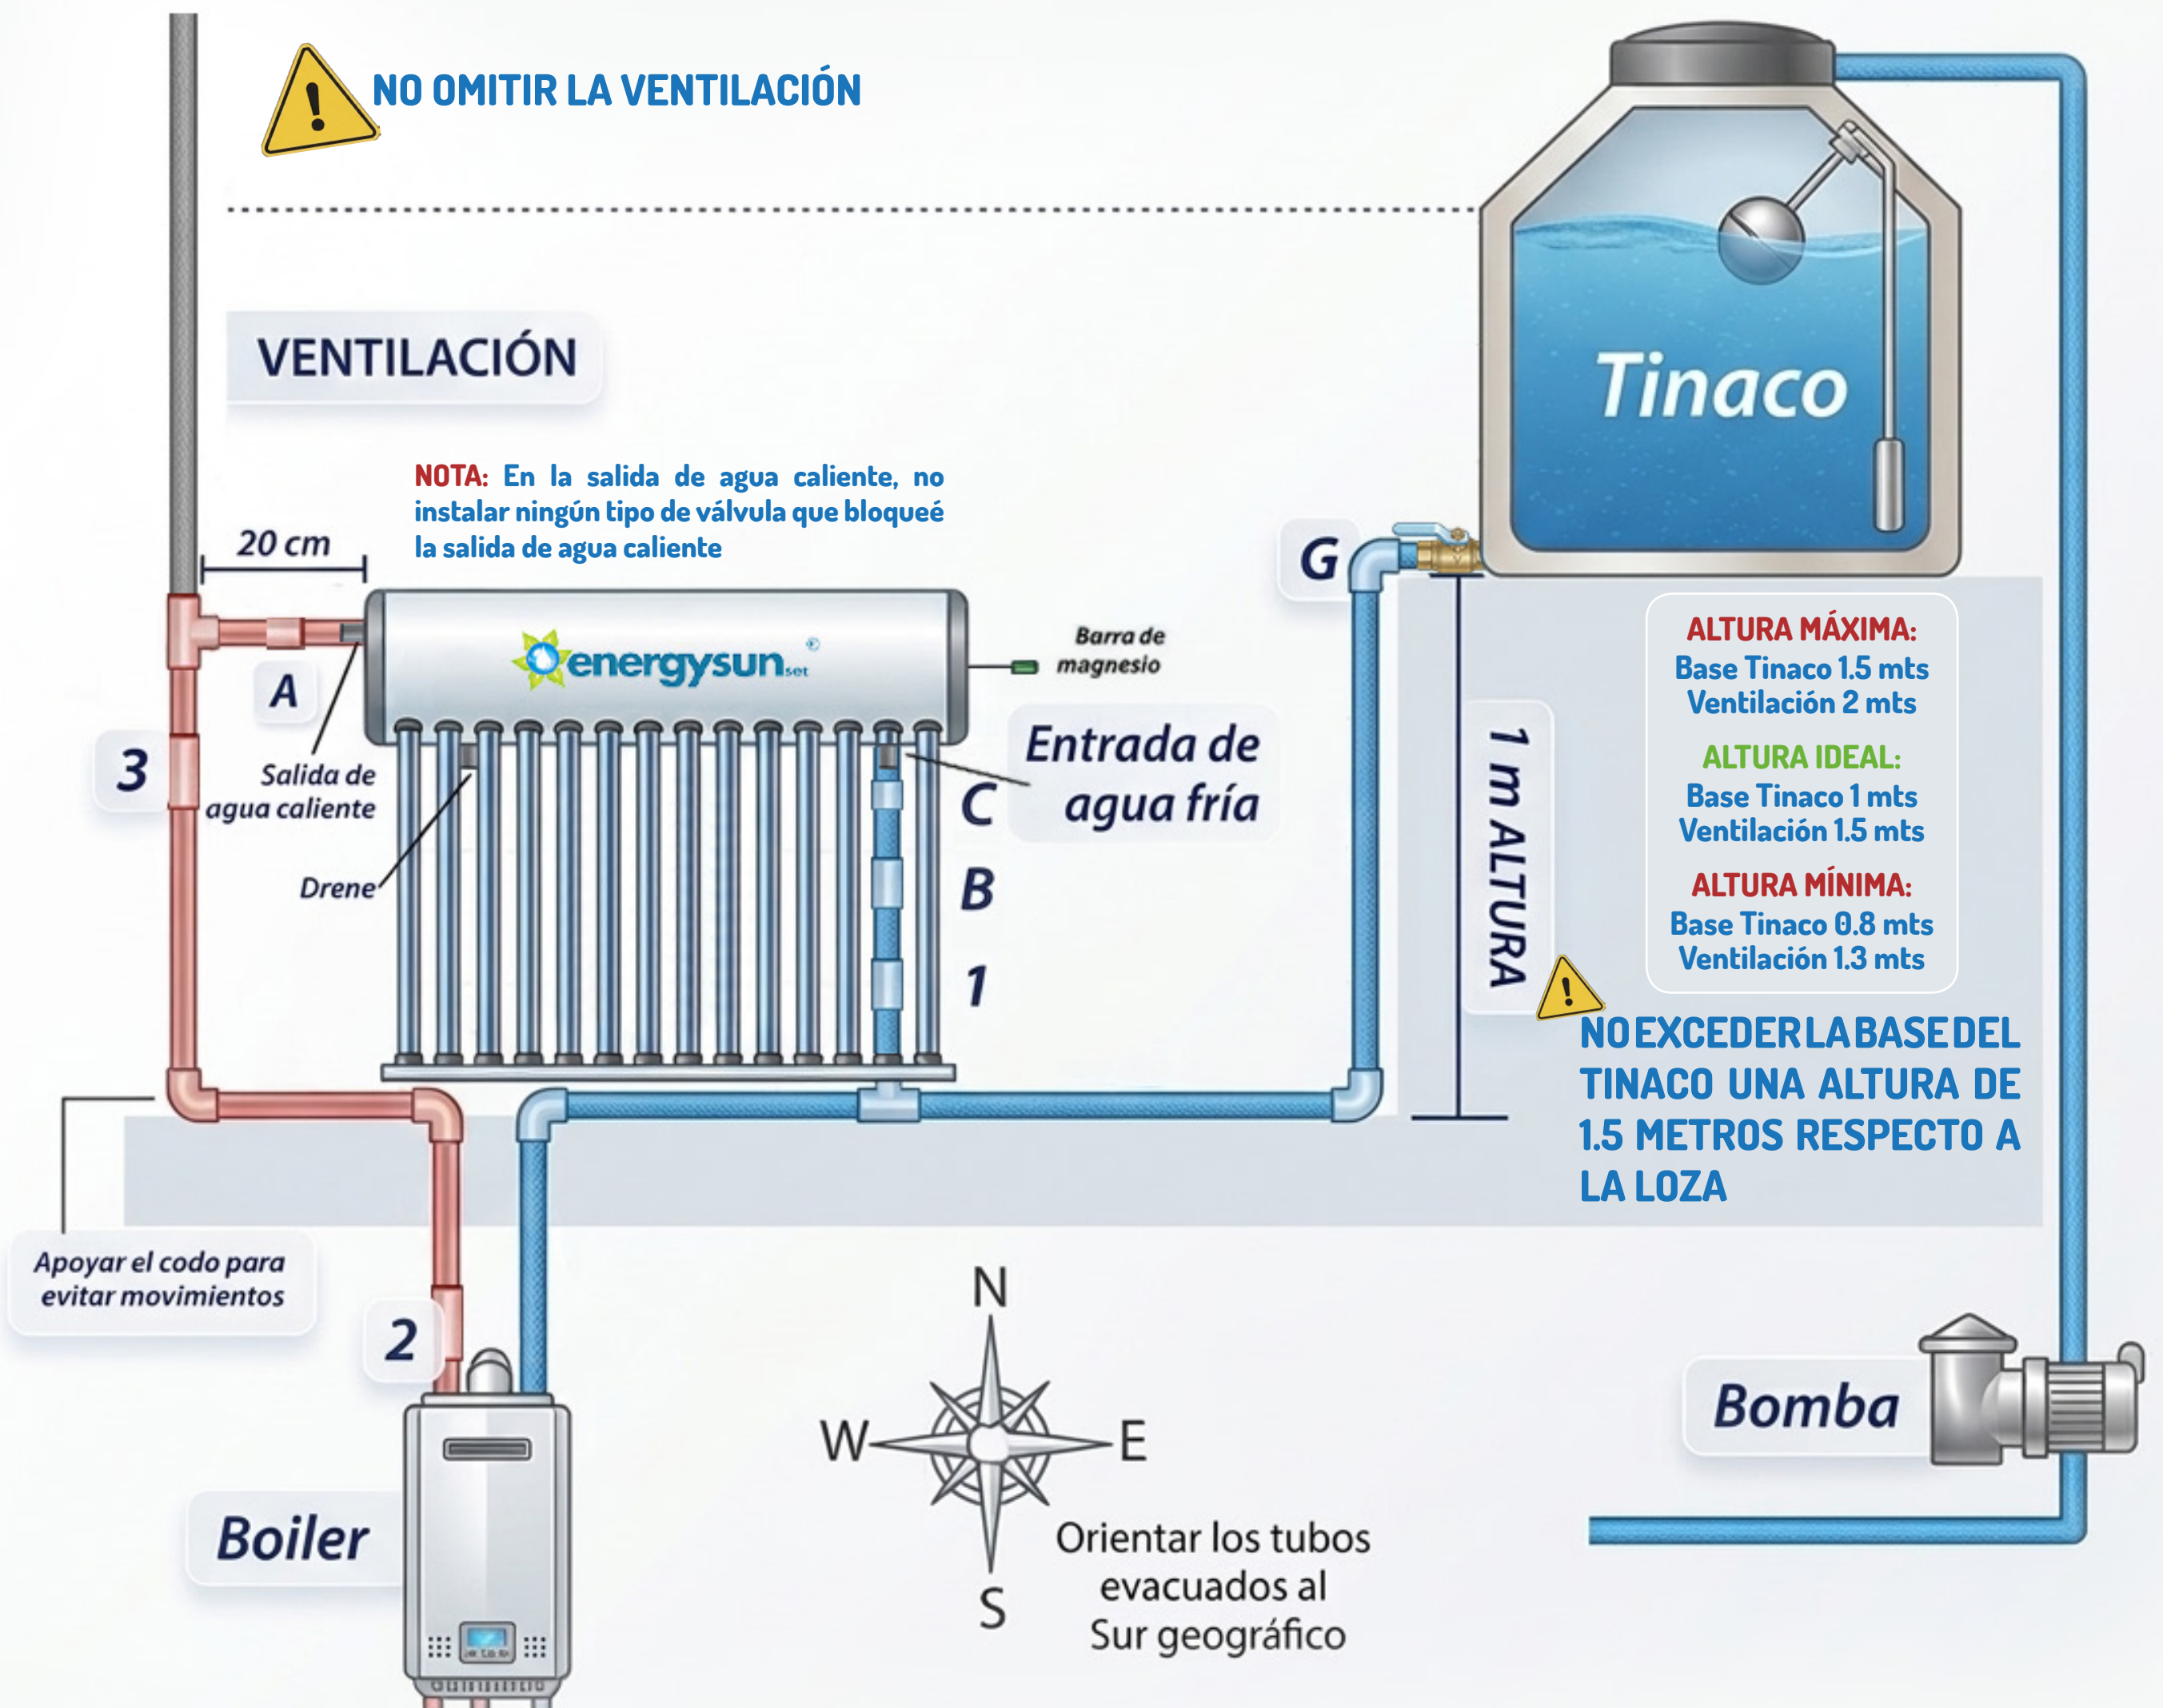 NO OMITIR LA VENTILACIÓN
Tinaco
VENTILACIÓN
NOTA: En la salida de agua caliente, no
instalar ningún tipo de válvula que bloqueé
la salida de agua caliente
20 cm
G
energysun set
A
Barra de
magnesio
3
Salida de
agua caliente
Drene
Entrada de
agua fría
C
B
1
1 m ALTURA
ALTURA MÁXIMA:
Base Tinaco 1.5 mts
Ventilación 2 mts
ALTURA IDEAL:
Base Tinaco 1 mts
Ventilación 1.5 mts
ALTURA MÍNIMA:
Base Tinaco 0.8 mts
Ventilación 1.3 mts
NO EXCEDER LA BASE DEL
TINACO UNA ALTURA DE
1.5 METROS RESPECTO A
LA LOZA
Apoyar el codo para
evitar movimientos
2
Boiler
N
W
E
S
Orientar los tubos
evacuados al
Sur geográfico
Bomba